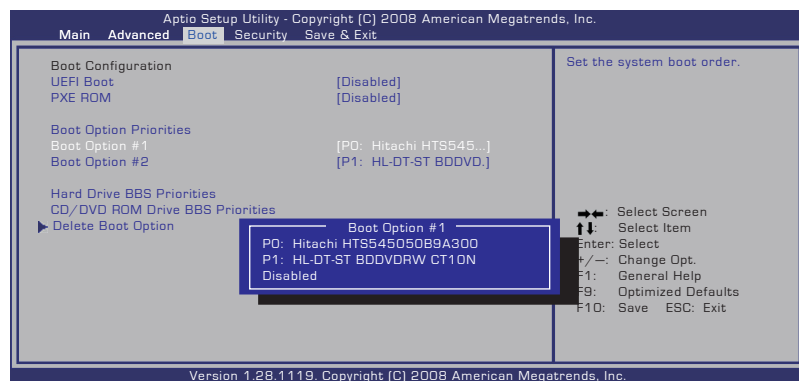 Aptio Setup Utility - Copyright (C) 2008 American Megatrends, Inc.
Main Advanced Boot Security Save & Exit
Boot Configuration
UEFI Boot [Disabled]
PXE ROM [Disabled]
Boot Option Priorities
Boot Option #1 [P0: Hitachi HTS545...]
Boot Option #2 [P1: HL-DT-ST BDDVD.]
Hard Drive BBS Priorities
CD/DVD ROM Drive BBS Priorities
Delete Boot Option
Boot Option #1
P0: Hitachi HTS545050B9A300
P1: HL-DT-ST BDDVDRW CT10N
Disabled
Set the system boot order.
→←: Select Screen
↑↓: Select Item
Enter: Select
+/—: Change Opt.
F1: General Help
F9: Optimized Defaults
F10: Save ESC: Exit
Version 1.28.1119. Copyright (C) 2008 American Megatrends, Inc.